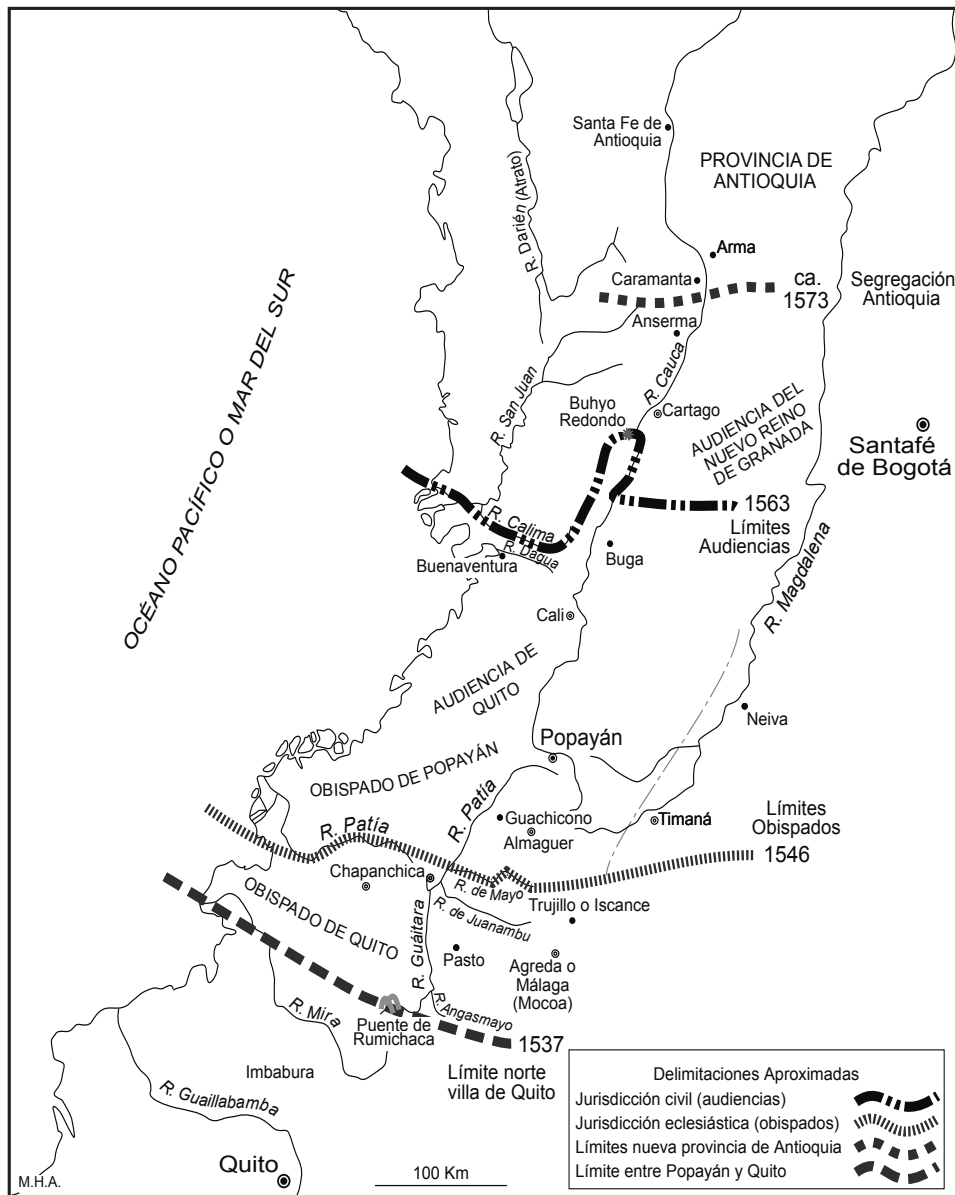 Santa Fe de
Antioquia
PROVINCIA DE
ANTIOQUIA
R. Darién (Atrato)
Arma
Caramanta
ca.
1573
Segregación
Antioquia
Anserma
OCÉANO PACÍFICO O MAR DEL SUR
R. San Juan
R. Cauca
Buhyo
Redondo
Cartago
AUDIENCIA DEL
NUEVO REINO
DE GRANADA
Santafé
de Bogotá
1563
Límites
Audiencias
R. Calima
R. Dagua
Buenaventura
Buga
R. Magdalena
Cali
AUDIENCIA DE
QUITO
Neiva
Popayán
OBISPADO DE POPAYÁN
R. Patía
R. Patía
Guachicono
Almaguer
Timaná
Límites
Obispados
1546
Chapanchica
R. de Mayo
Trujillo o Iscance
OBISPADO DE QUITO
R. de Juanambu
R. Guáitara
Pasto
Agreda o
Málaga
(Mocoa)
R. Angasmayo
R. Mira
Puente de
Rumichaca
1537
Límite norte
villa de Quito
Imbabura
R. Guaillabamba
Quito
M.H.A.
100 Km
Delimitaciones Aproximadas
Jurisdicción civil (audiencias)
Jurisdicción eclesiástica (obispados)
Límites nueva provincia de Antioquia
Límite entre Popayán y Quito